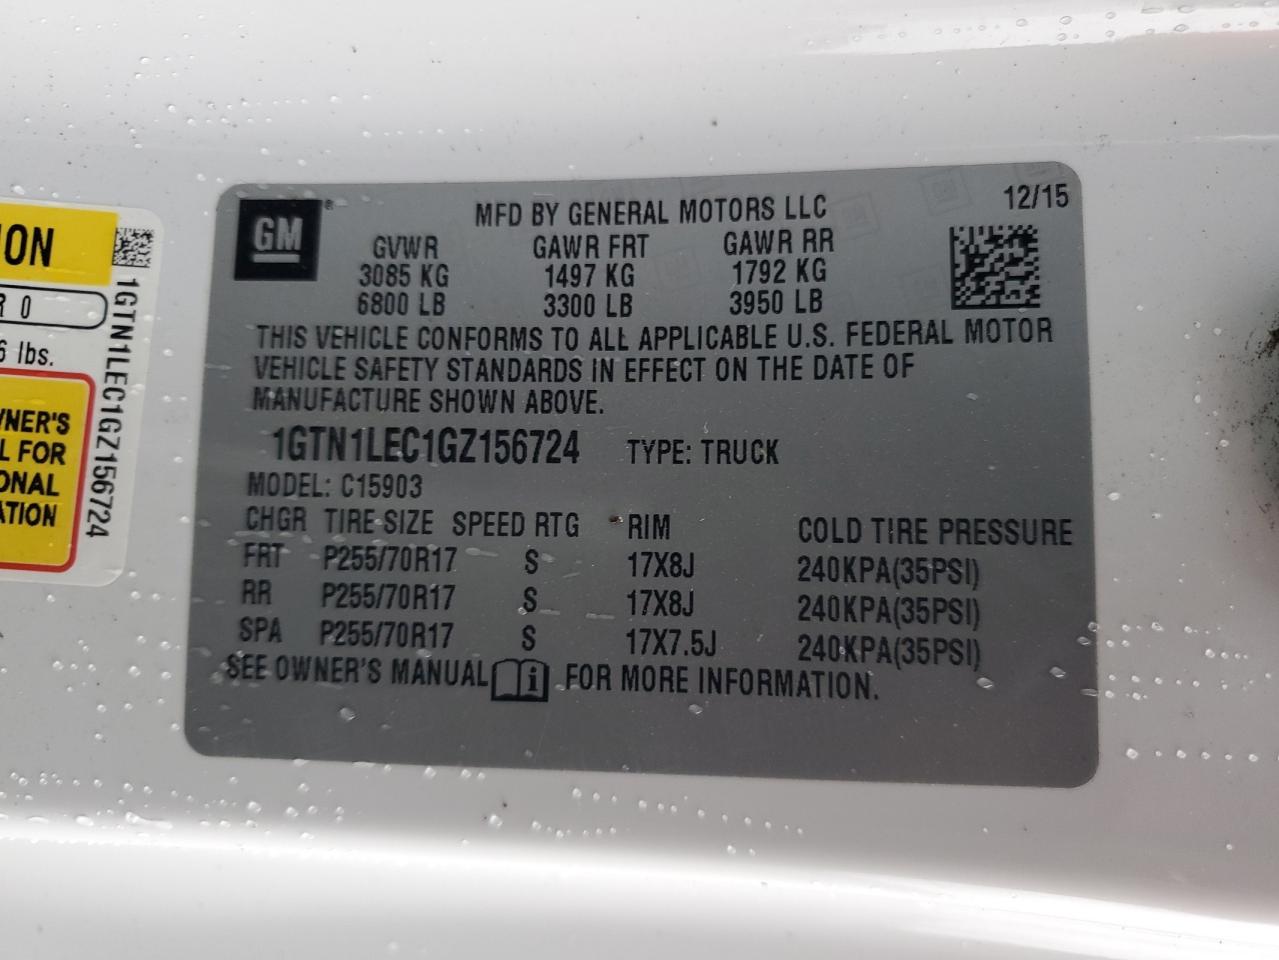 GM ®
MFD BY GENERAL MOTORS LLC
12/15
GVWR GAWR FRT GAWR RR
3085 KG 1497 KG 1792 KG
6800 LB 3300 LB 3950 LB
THIS VEHICLE CONFORMS TO ALL APPLICABLE U.S. FEDERAL MOTOR
VEHICLE SAFETY STANDARDS IN EFFECT ON THE DATE OF
MANUFACTURE SHOWN ABOVE.
1GTN1LEC1GZ156724 TYPE: TRUCK
MODEL: C15903
CHGR TIRE SIZE SPEED RTG RIM COLD TIRE PRESSURE
FRT P255/70R17 S 17X8J 240KPA(35PSI)
RR P255/70R17 S 17X8J 240KPA(35PSI)
SPA P255/70R17 S 17X7.5J 240KPA(35PSI)
SEE OWNER'S MANUAL i FOR MORE INFORMATION.
ION
R 0
6 lbs.
WNER'S
L FOR
ONAL
ATION
1GTN1LEC1GZ156724